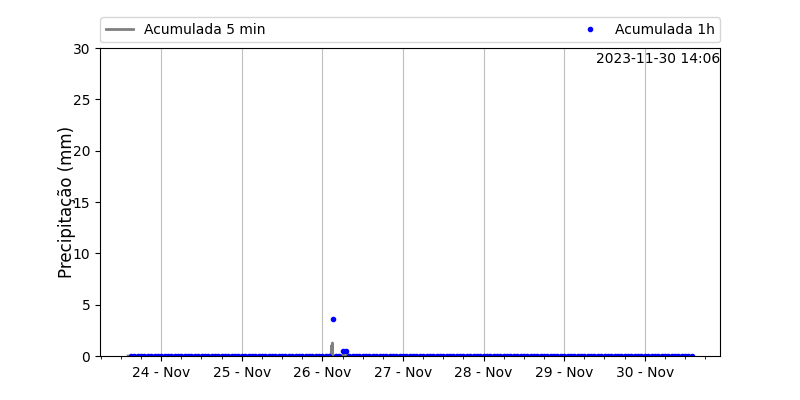 Acumulada 5 min
Acumulada 1h
2023-11-30 14:06
Precipitação (mm)
30
25
20
15
10
5
0
24 - Nov
25 - Nov
26 - Nov
27 - Nov
28 - Nov
29 - Nov
30 - Nov